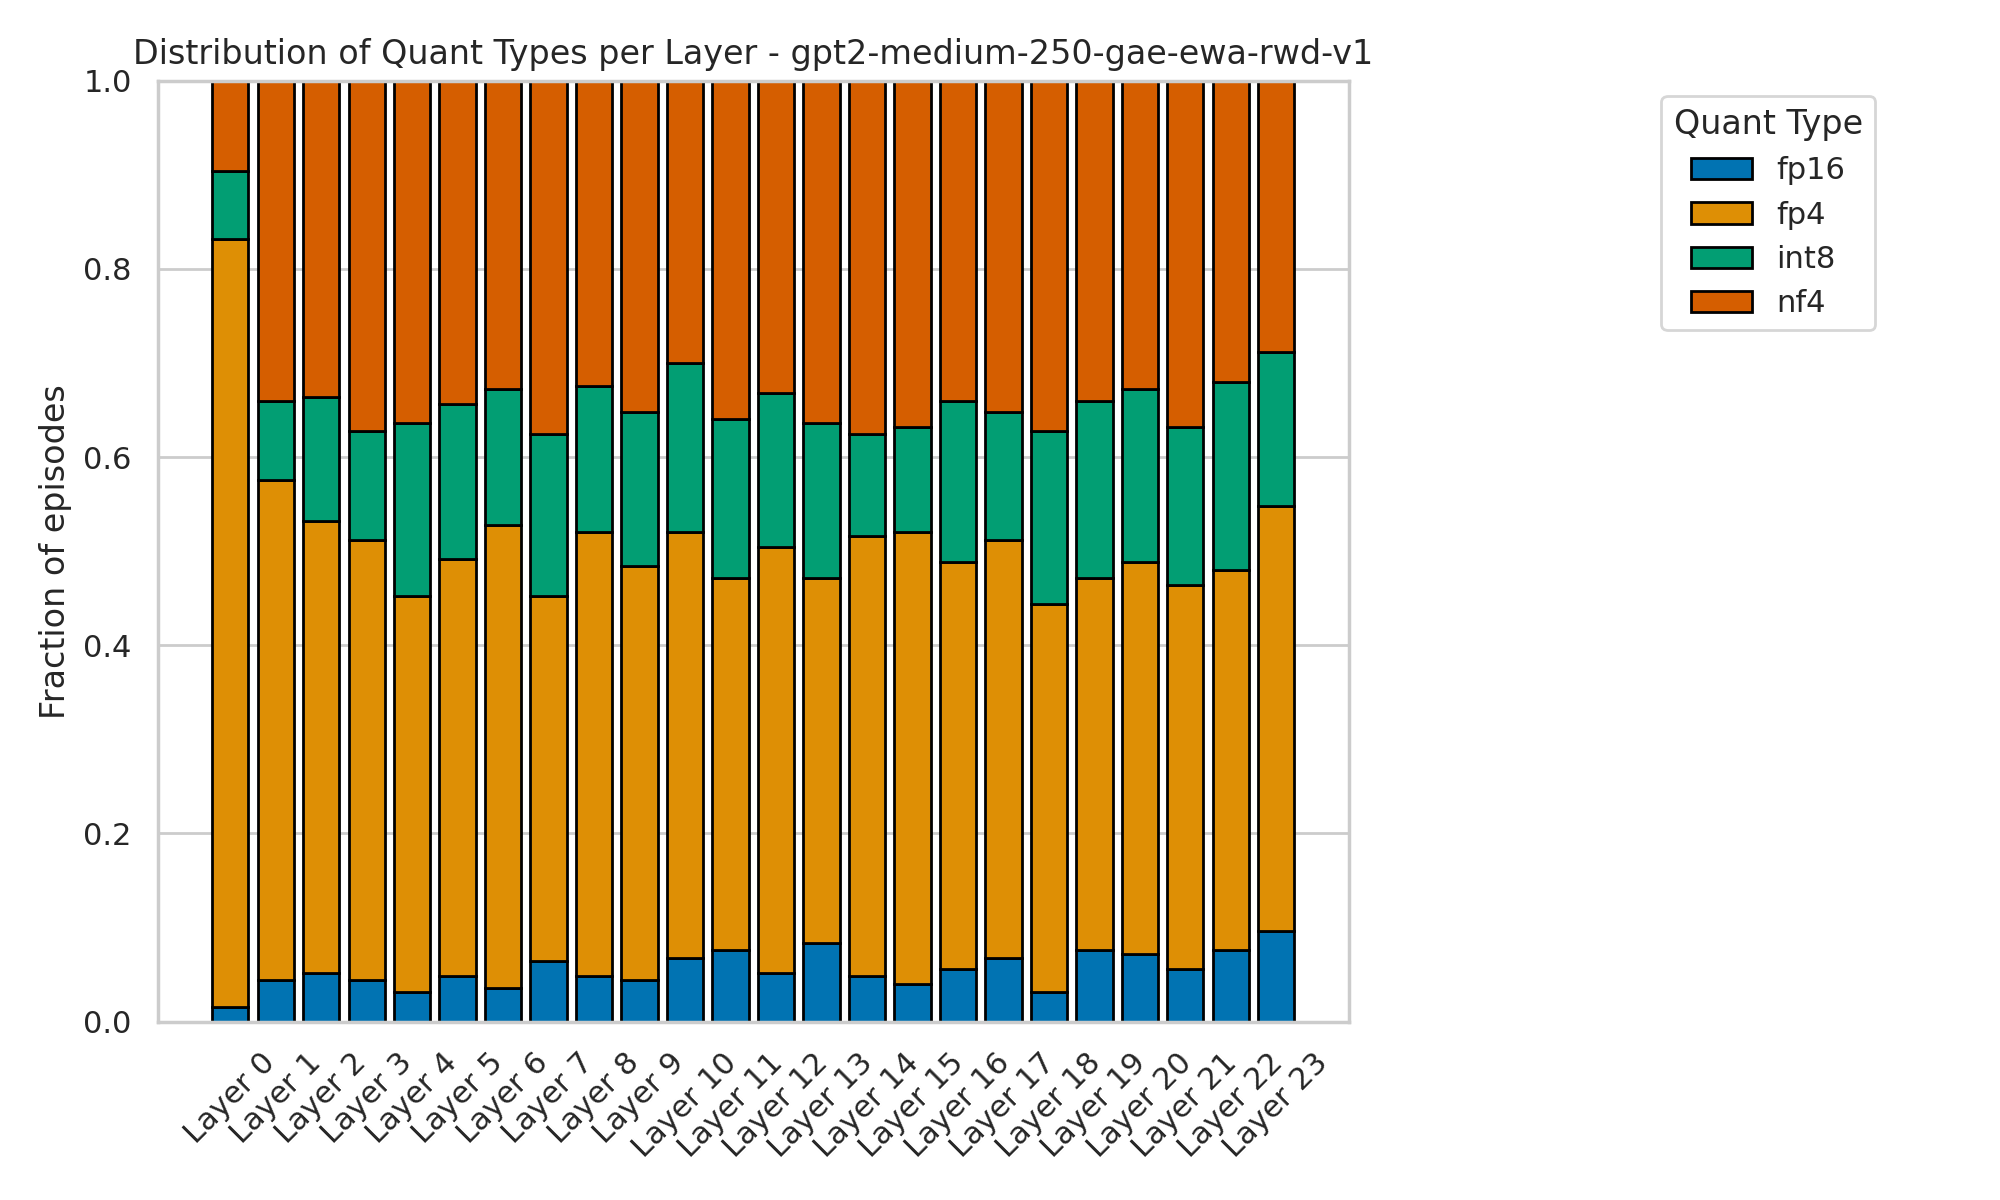 Distribution of Quant Types per Layer - gpt2-medium-250-gae-ewa-rwd-v1
Fraction of episodes
1.0
0.8
0.6
0.4
0.2
0.0
Layer 0
Layer 1
Layer 2
Layer 3
Layer 4
Layer 5
Layer 6
Layer 7
Layer 8
Layer 9
Layer 10
Layer 11
Layer 12
Layer 13
Layer 14
Layer 15
Layer 16
Layer 17
Layer 18
Layer 19
Layer 20
Layer 21
Layer 22
Layer 23
Quant Type
fp16
fp4
int8
nf4